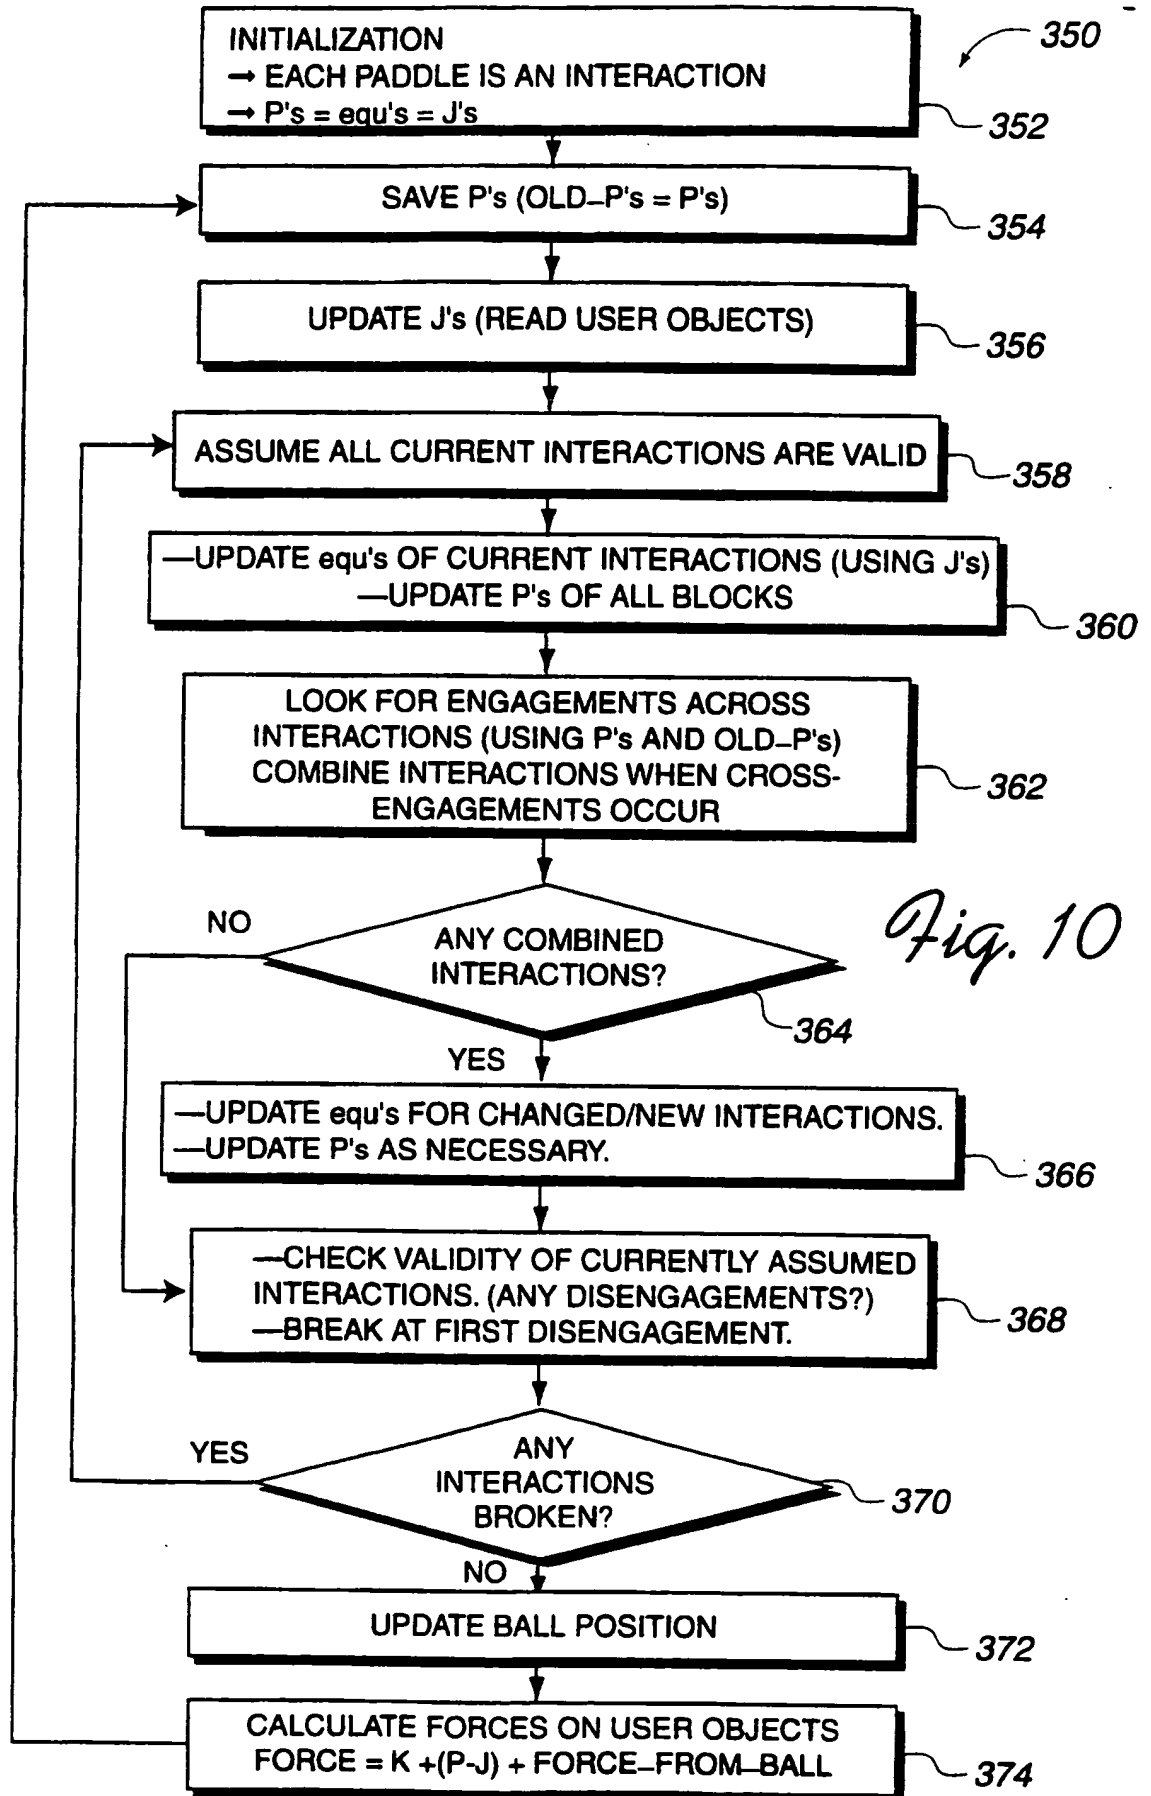 INITIALIZATION
→ EACH PADDLE IS AN INTERACTION
→ P's = equ's = J's
350
352
SAVE P's (OLD–P's = P's)
354
UPDATE J's (READ USER OBJECTS)
356
ASSUME ALL CURRENT INTERACTIONS ARE VALID
358
—UPDATE equ's OF CURRENT INTERACTIONS (USING J's)
—UPDATE P's OF ALL BLOCKS
360
LOOK FOR ENGAGEMENTS ACROSS
INTERACTIONS (USING P's AND OLD–P's)
COMBINE INTERACTIONS WHEN CROSS-
ENGAGEMENTS OCCUR
362
NO
ANY COMBINED
INTERACTIONS?
Fig. 10
364
YES
—UPDATE equ's FOR CHANGED/NEW INTERACTIONS.
—UPDATE P's AS NECESSARY.
366
—CHECK VALIDITY OF CURRENTLY ASSUMED
INTERACTIONS. (ANY DISENGAGEMENTS?)
—BREAK AT FIRST DISENGAGEMENT.
368
YES
ANY
INTERACTIONS
BROKEN?
370
NO
UPDATE BALL POSITION
372
CALCULATE FORCES ON USER OBJECTS
FORCE = K +(P-J) + FORCE–FROM–BALL
374